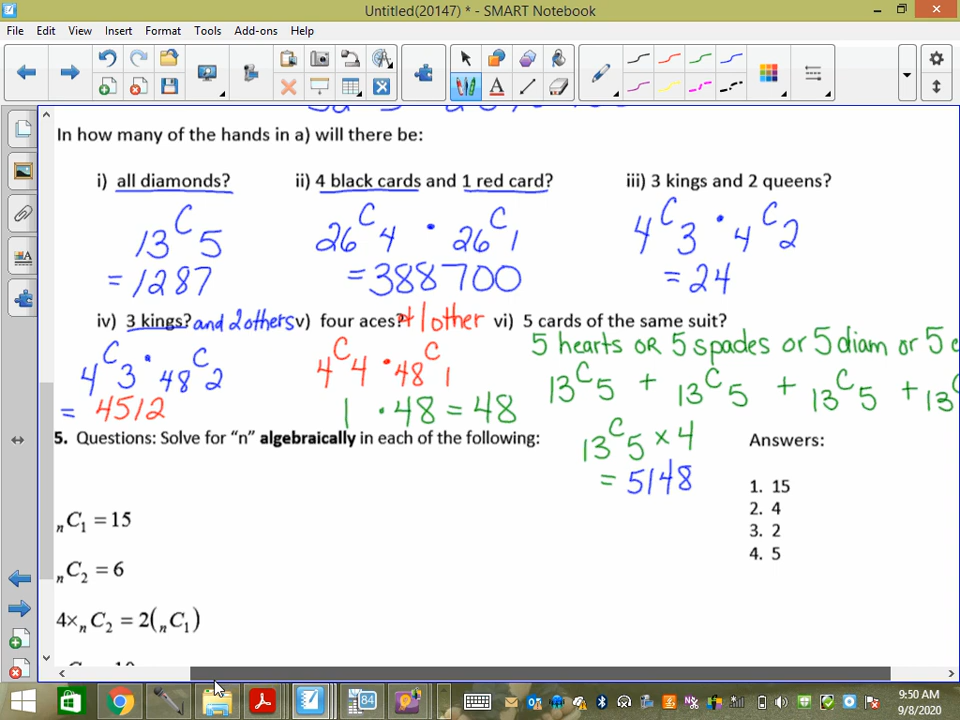 Untitled(20147) * - SMART Notebook
File Edit View Insert Format Tools Add-ons Help
In how many of the hands in a) will there be:
i) all diamonds? ii) 4 black cards and 1 red card? iii) 3 kings and 2 queens?
13C5 26C4 · 26C1 4C3 · 4C2
= 1287 = 388700 = 24
iv) 3 kings? and 2 others v) four aces? + 1 other vi) 5 cards of the same suit?
5 hearts OR 5 spades or 5 diam or 5 c
4C3 · 48C2 4C4 · 48C1 13C5 + 13C5 + 13C5 + 13C
= 4512 1 · 48 = 48
13C5 x 4
= 5148
5. Questions: Solve for "n" algebraically in each of the following: Answers:
1. 15
2. 4
3. 2
4. 5
nC1 = 15
nC2 = 6
4× nC2 = 2(nC1)
84
9:50 AM
9/8/2020